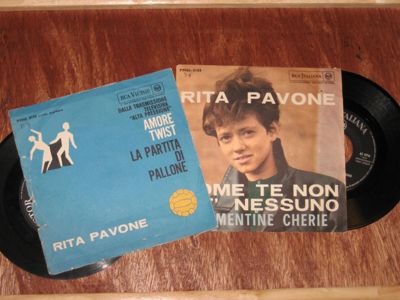 RCA VICTOR
DALLA TRASMISSIONE
TELEVISIVA
"ALTA PRESSIONE"
AMORE
TWIST
LA PARTITA
DI
PALLONE
RITA PAVONE
RCA ITALIANA
RITA PAVONE
OME TE NON
NESSUNO
MENTINE CHERIE